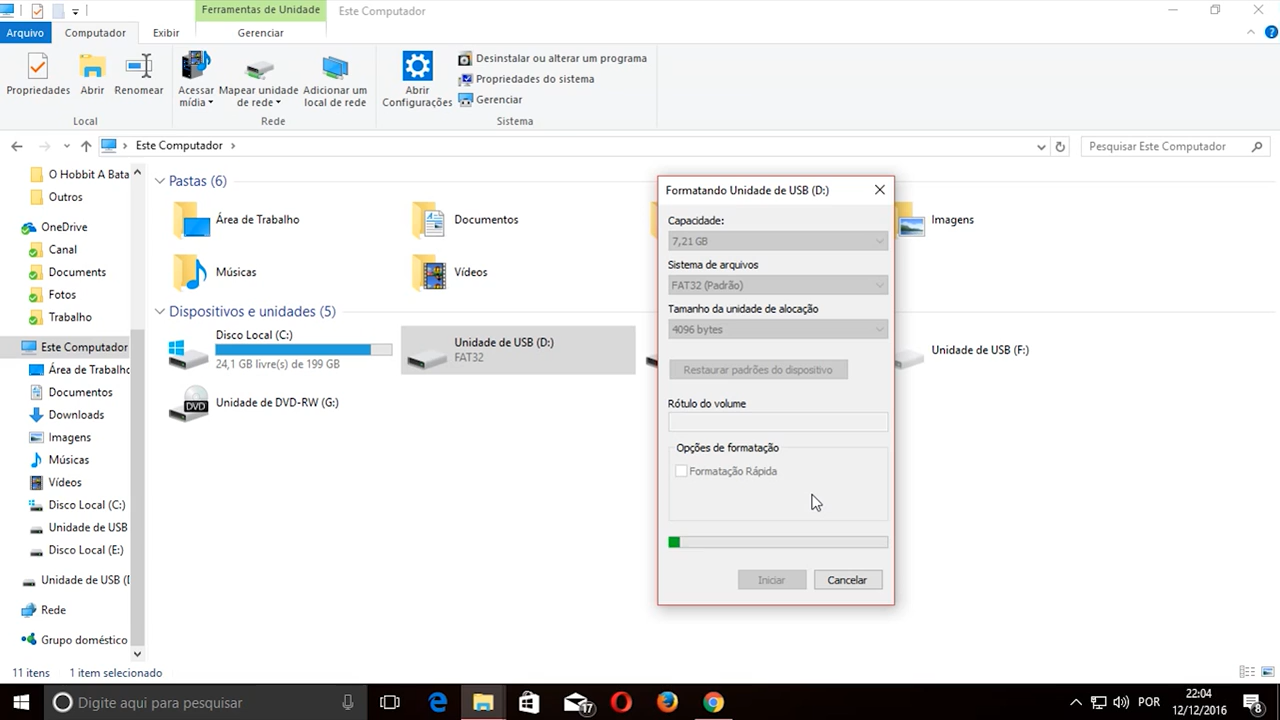 Ferramentas de Unidade
Este Computador
Arquivo
Computador
Exibir
Gerenciar
Propriedades
Abrir
Renomear
Acessar
mídia
Mapear unidade
de rede
Adicionar um
local de rede
Abrir
Configurações
Desinstalar ou alterar um programa
Propriedades do sistema
Gerenciar
Local
Rede
Sistema
Este Computador
Pesquisar Este Computador
O Hobbit A Bata
Outros
OneDrive
Canal
Documents
Fotos
Trabalho
Este Computador
Área de Trabalho
Documentos
Downloads
Imagens
Músicas
Vídeos
Disco Local (C:)
Unidade de USB
Disco Local (E:)
Unidade de USB (D
Rede
Grupo doméstico
Pastas (6)
Área de Trabalho
Documentos
Imagens
Músicas
Vídeos
Dispositivos e unidades (5)
Disco Local (C:)
24,1 GB livre(s) de 199 GB
Unidade de USB (D:)
FAT32
Unidade de USB (F:)
DVD
Unidade de DVD-RW (G:)
Formatando Unidade de USB (D:)
Capacidade:
7,21 GB
Sistema de arquivos
FAT32 (Padrão)
Tamanho da unidade de alocação
4096 bytes
Restaurar padrões do dispositivo
Rótulo do volume
Opções de formatação
Formatação Rápida
Iniciar
Cancelar
11 itens
1 item selecionado
Digite aqui para pesquisar
17
POR
22:04
12/12/2016
8